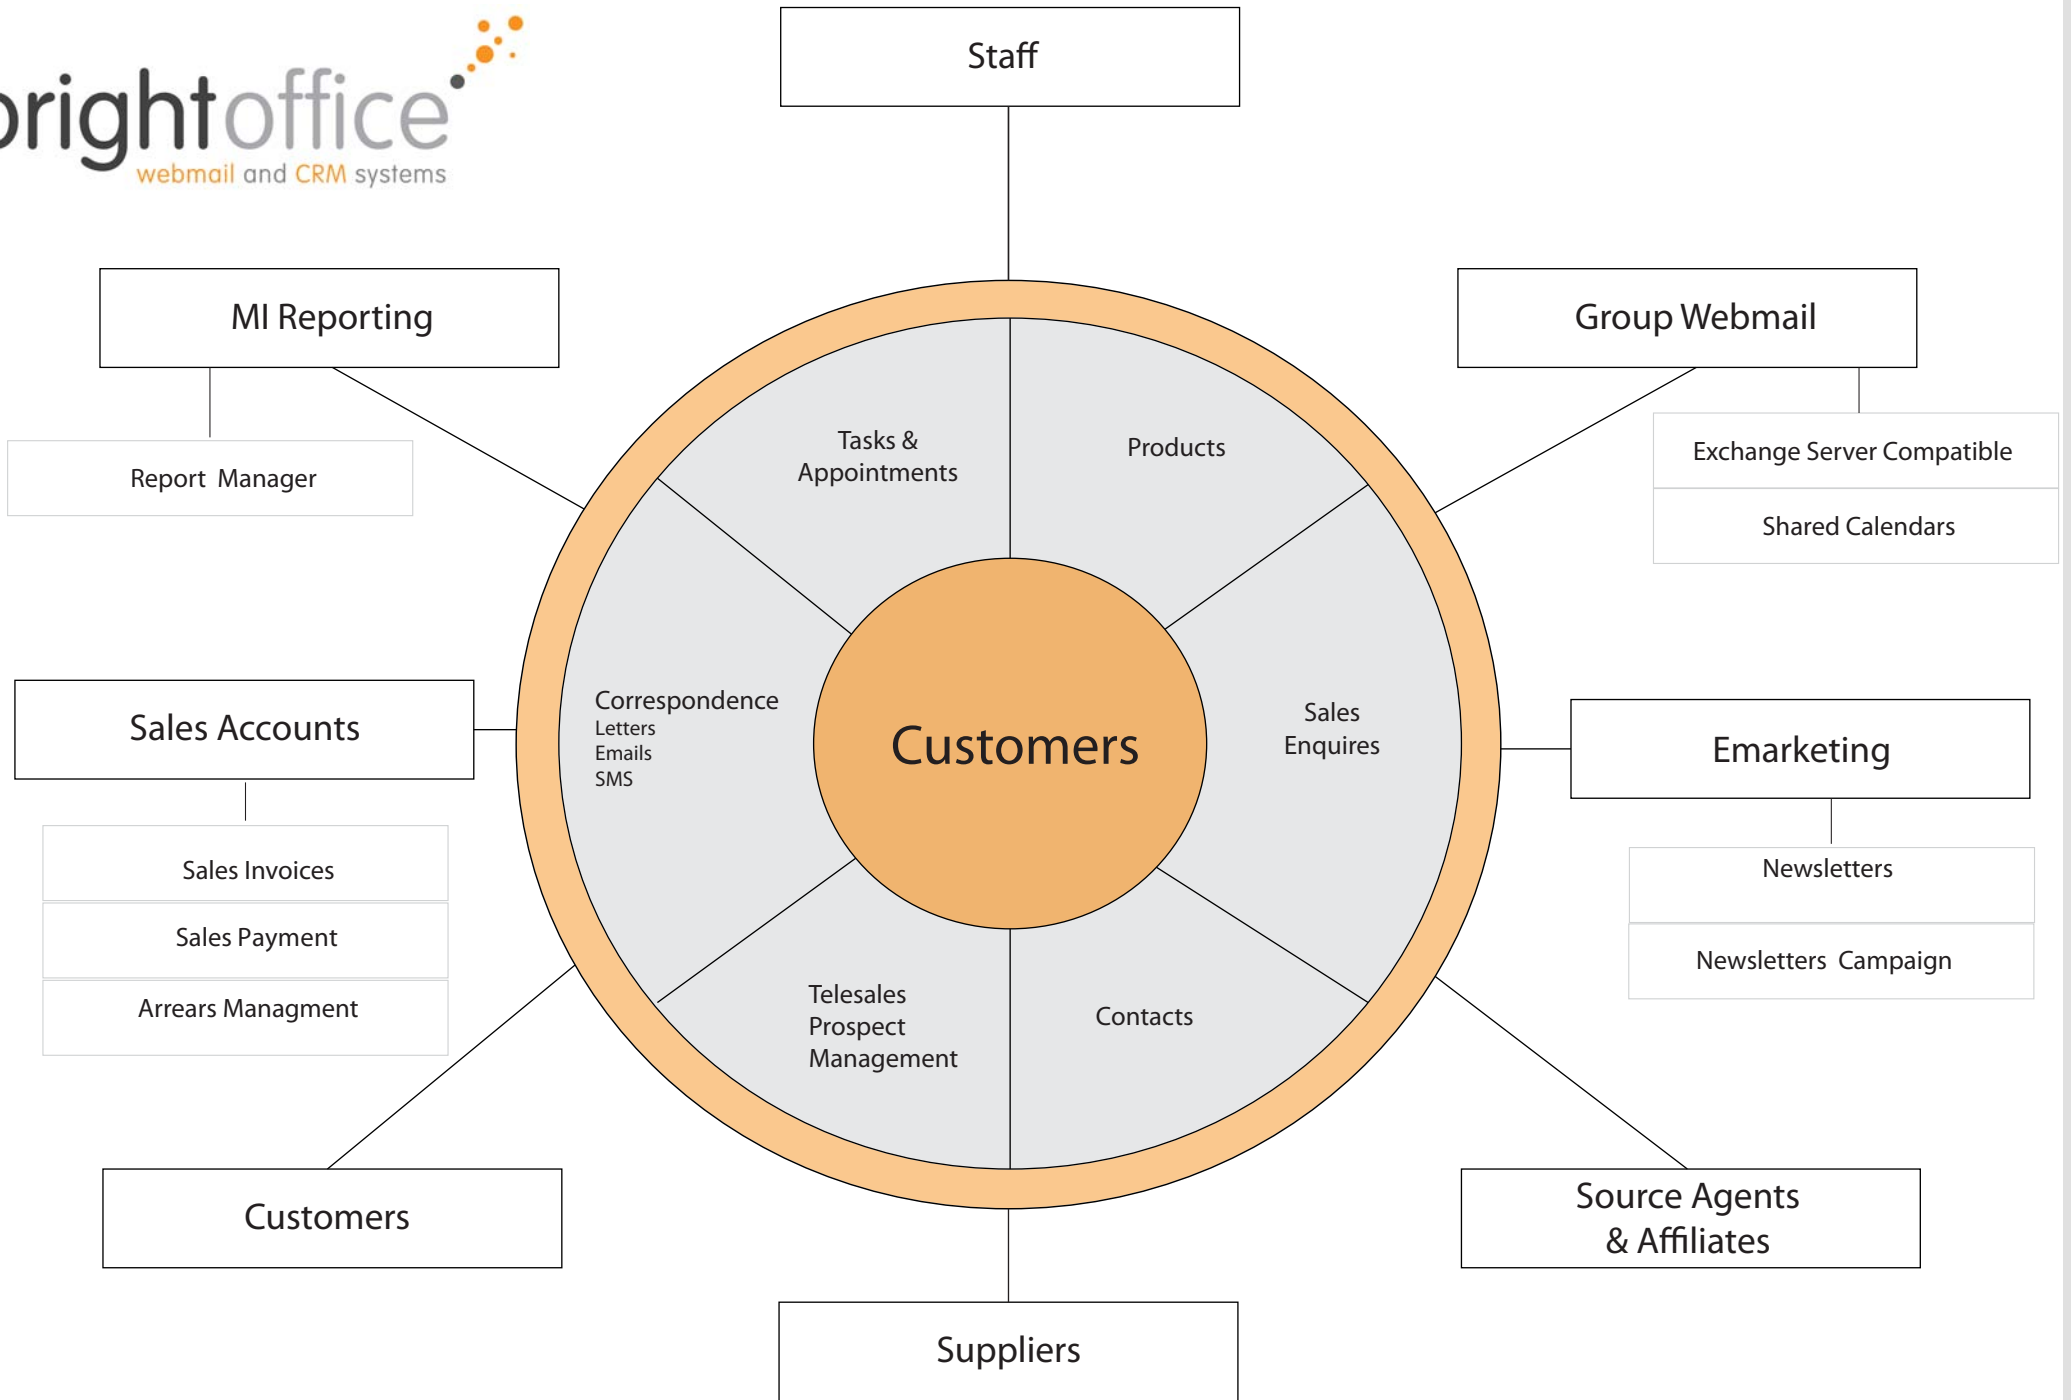 brightoffice
webmail and CRM systems
Staff
MI Reporting
Report Manager
Group Webmail
Exchange Server Compatible
Shared Calendars
Tasks &
Appointments
Products
Correspondence
Letters
Emails
SMS
Customers
Sales
Enquires
Telesales
Prospect
Management
Contacts
Sales Accounts
Sales Invoices
Sales Payment
Arrears Managment
Emarketing
Newsletters
Newsletters Campaign
Customers
Source Agents
& Affiliates
Suppliers